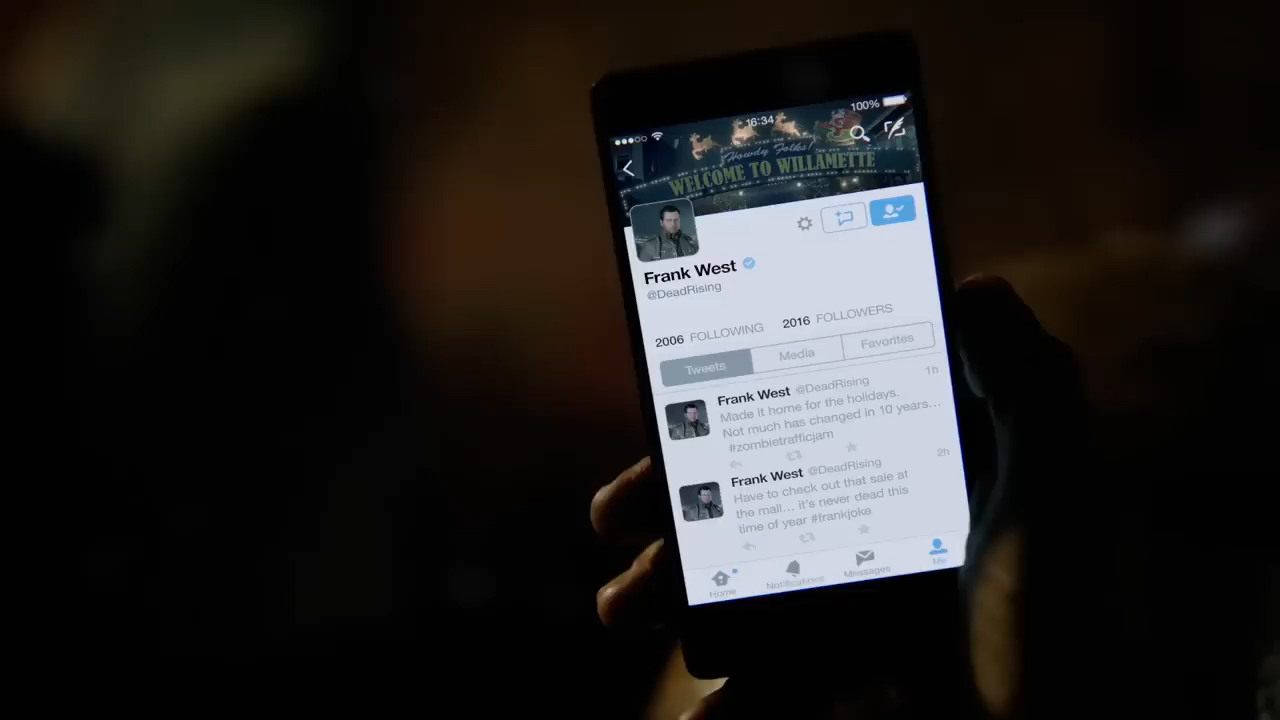 16:34
100%
Howdy Folks!
WELCOME TO WILLAMETTE
Frank West
@DeadRising
2006 FOLLOWING 2016 FOLLOWERS
Tweets Media Favorites
Frank West @DeadRising 1h
Made it home for the holidays.
Not much has changed in 10 years...
#zombietrafficjam
Frank West @DeadRising 2h
Have to check out that sale at
the mall... it's never dead this
time of year #frankjoke
Home Notifications Messages Me